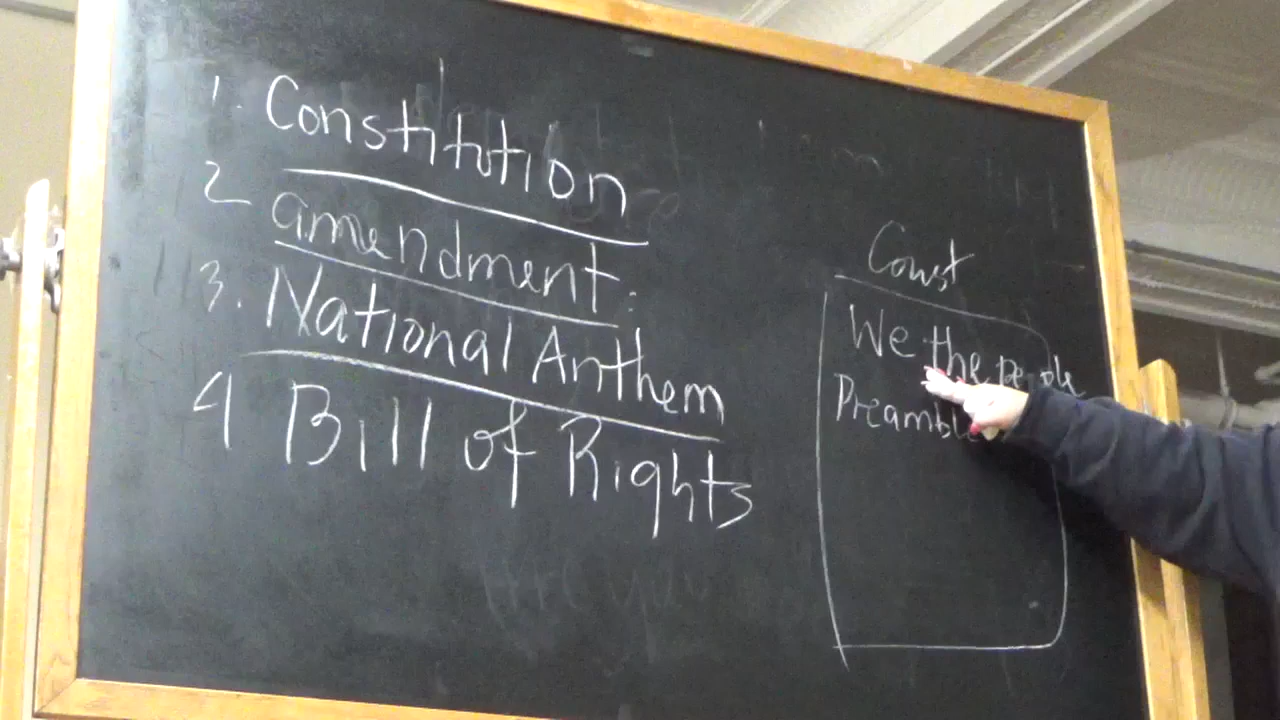 1. Constitution
2 amendment:
3. National Anthem
4 Bill of Rights
Const
We the people
Preamble